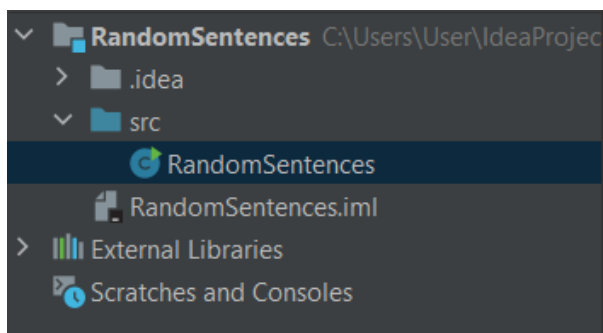 RandomSentences C:\Users\User\IdeaProjec
.idea
src
RandomSentences
RandomSentences.iml
External Libraries
Scratches and Consoles